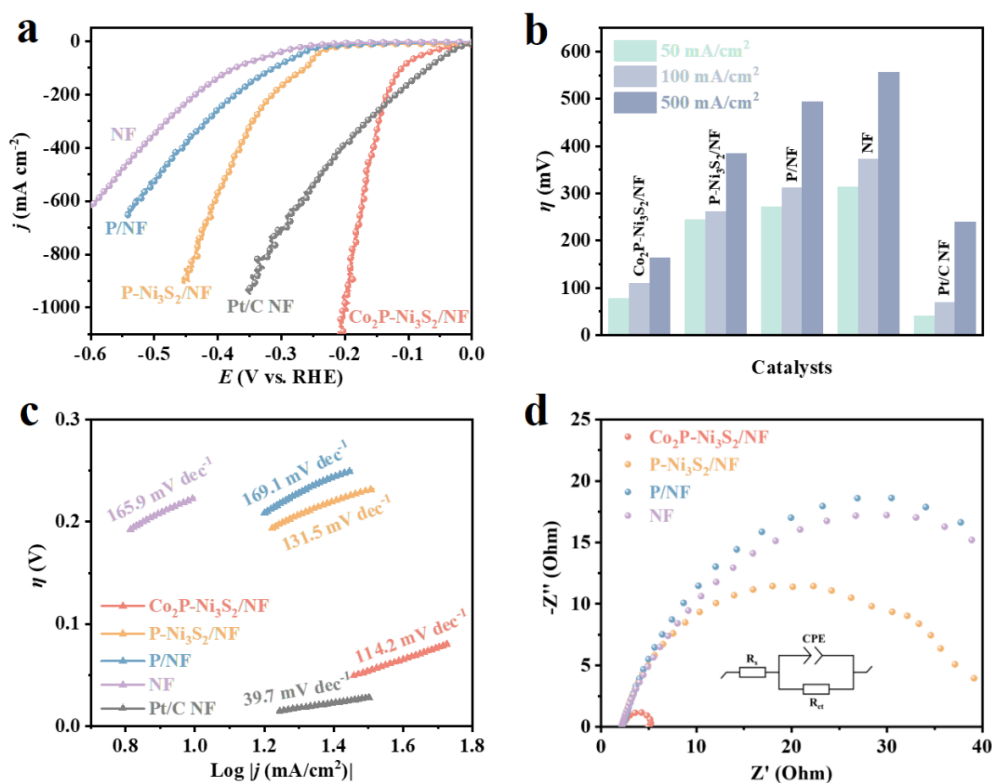 a
0
-200
-400
-600
-800
-1000
j (mA cm⁻²)
NF
P/NF
P-Ni₃S₂/NF
Pt/C NF
Co₂P-Ni₃S₂/NF
-0.6 -0.5 -0.4 -0.3 -0.2 -0.1 0.0
E (V vs. RHE)
b
600
500
400
300
200
100
0
η (mV)
50 mA/cm²
100 mA/cm²
500 mA/cm²
Co₂P-Ni₃S₂/NF
P-Ni₃S₂/NF
P/NF
NF
Pt/C NF
Catalysts
c
0.3
0.2
0.1
0.0
η (V)
165.9 mV dec⁻¹
169.1 mV dec⁻¹
131.5 mV dec⁻¹
114.2 mV dec⁻¹
39.7 mV dec⁻¹
Co₂P-Ni₃S₂/NF
P-Ni₃S₂/NF
P/NF
NF
Pt/C NF
0.8 1.0 1.2 1.4 1.6 1.8
Log |j (mA/cm²)|
d
25
20
15
10
5
0
-Z'' (Ohm)
Co₂P-Ni₃S₂/NF
P-Ni₃S₂/NF
P/NF
NF
CPE
Rₛ
R_ct
0 10 20 30 40
Z' (Ohm)